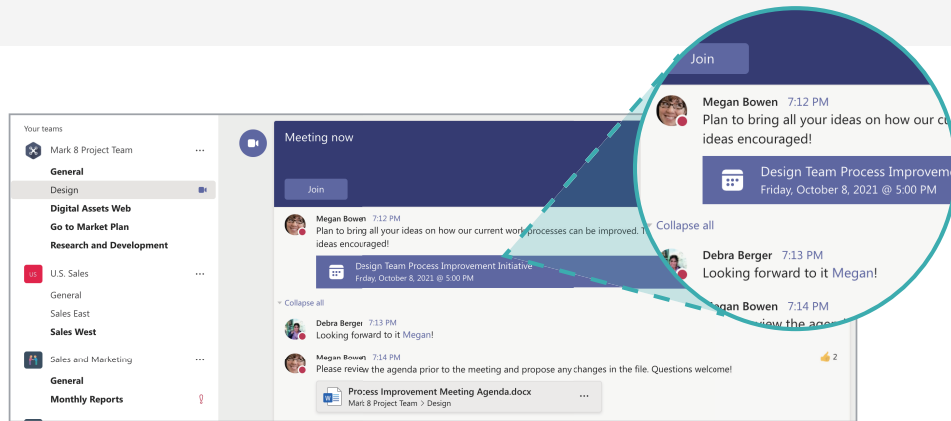 Your teams
Mark 8 Project Team
General
Design
Digital Assets Web
Go to Market Plan
Research and Development
US
U.S. Sales
General
Sales East
Sales West
Sales and Marketing
General
Monthly Reports
Meeting now
Join
Megan Bowen 7:12 PM
Plan to bring all your ideas on how our current work processes can be improved.
ideas encouraged!
Design Team Process Improvement Initiative
Friday, October 8, 2021 @ 5:00 PM
Collapse all
Debra Berger 7:13 PM
Looking forward to it Megan!
Megan Bowen 7:14 PM
Please review the agenda prior to the meeting and propose any changes in the file. Questions welcome!
👍 2
Process Improvement Meeting Agenda.docx
Mark 8 Project Team > Design
Join
Megan Bowen 7:12 PM
Plan to bring all your ideas on how our
ideas encouraged!
Design Team Process
Friday, October 8, 2021 @ 5:00 PM
Collapse all
Debra Berger 7:13 PM
Looking forward to it Megan!
Bowen 7:14 PM
the